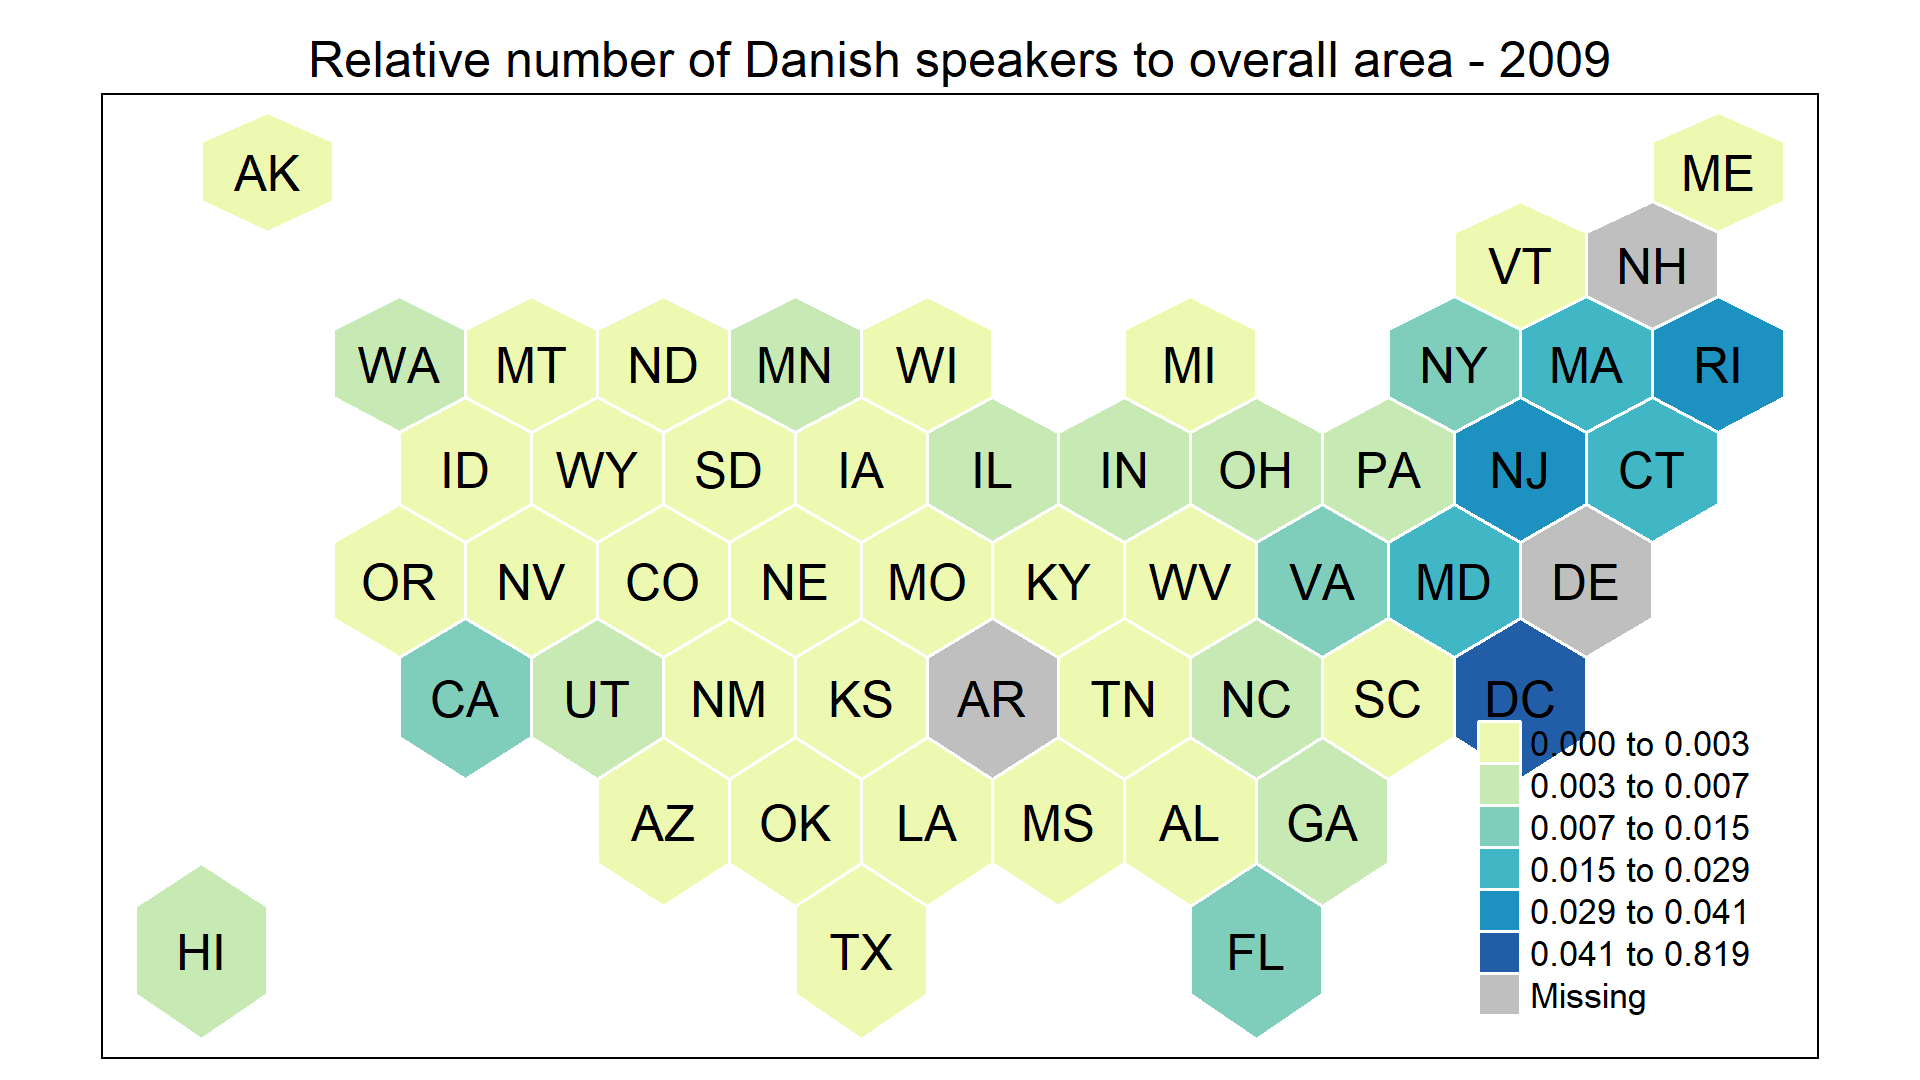 Relative number of Danish speakers to overall area - 2009
AK ME
VT NH
WA MT ND MN WI MI NY MA RI
ID WY SD IA IL IN OH PA NJ CT
OR NV CO NE MO KY WV VA MD DE
CA UT NM KS AR TN NC SC DC
AZ OK LA MS AL GA
HI TX FL
0.000 to 0.003
0.003 to 0.007
0.007 to 0.015
0.015 to 0.029
0.029 to 0.041
0.041 to 0.819
Missing